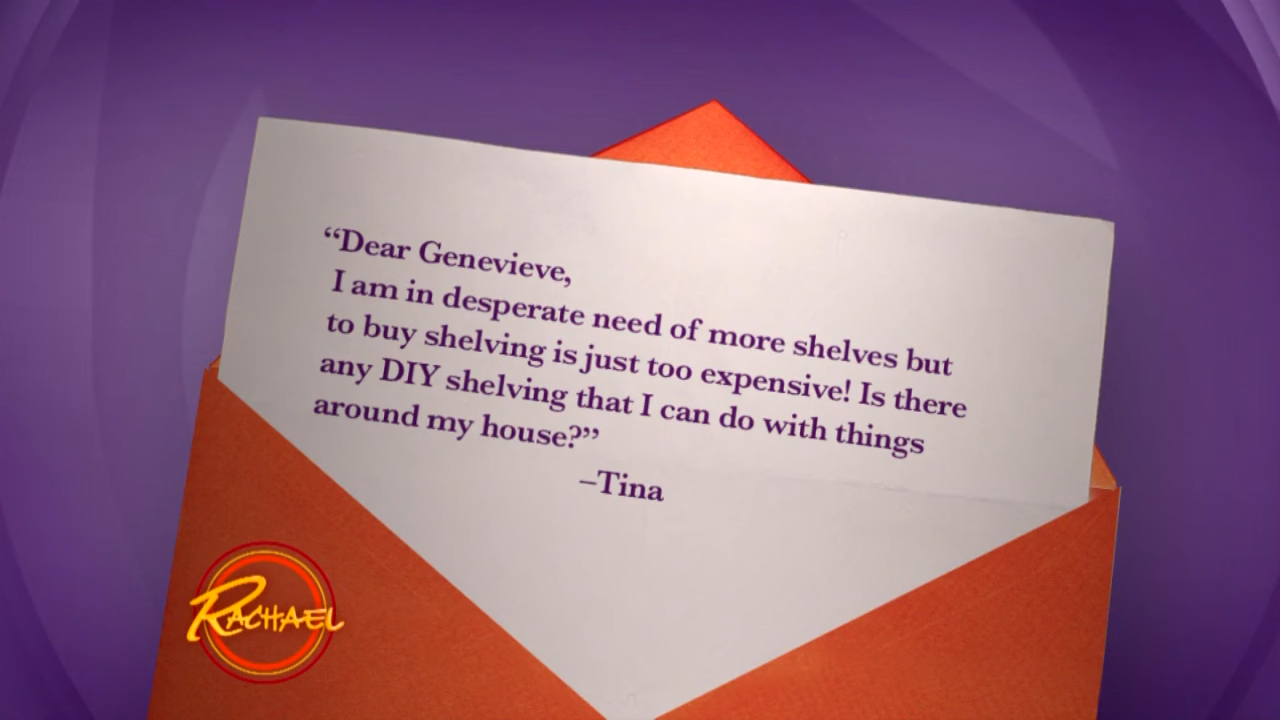 “Dear Genevieve,
I am in desperate need of more shelves but
to buy shelving is just too expensive! Is there
any DIY shelving that I can do with things
around my house?”
–Tina
RACHAEL